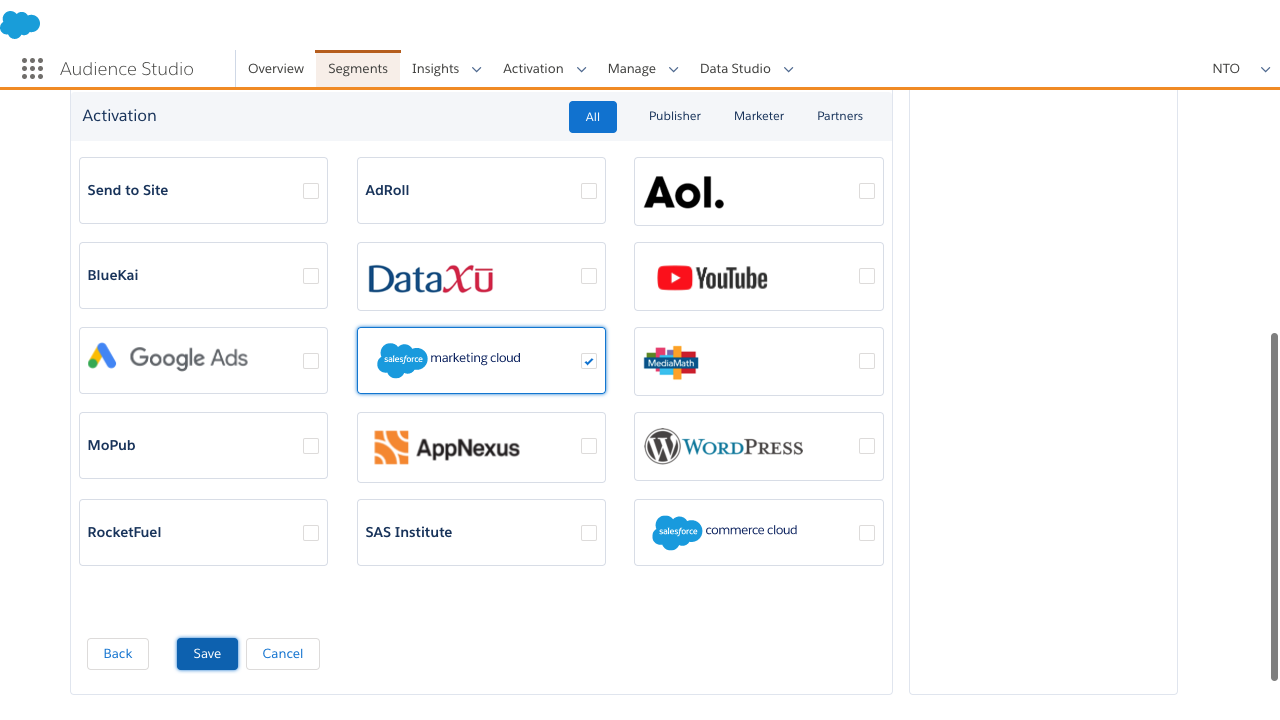 Audience Studio
Overview
Segments
Insights
Activation
Manage
Data Studio
NTO
Activation
All
Publisher
Marketer
Partners
Send to Site
AdRoll
Aol.
BlueKai
DataXū
YouTube
Google Ads
salesforce marketing cloud
MediaMath
MoPub
AppNexus
WORDPRESS
RocketFuel
SAS Institute
salesforce commerce cloud
Back
Save
Cancel